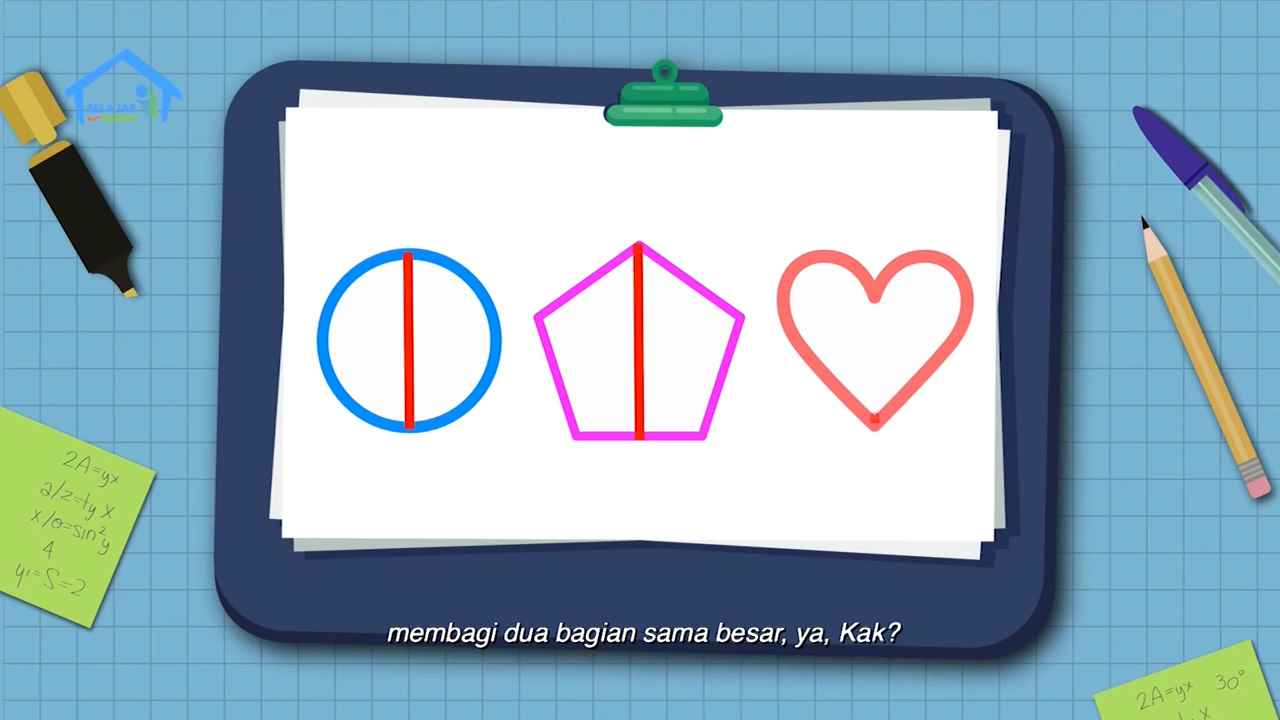 BELAJAR
2A=yx
a/z=ty x
x/o=sin²y
4
y1=S=2
membagi dua bagian sama besar, ya, Kak?
2A=yx 30°